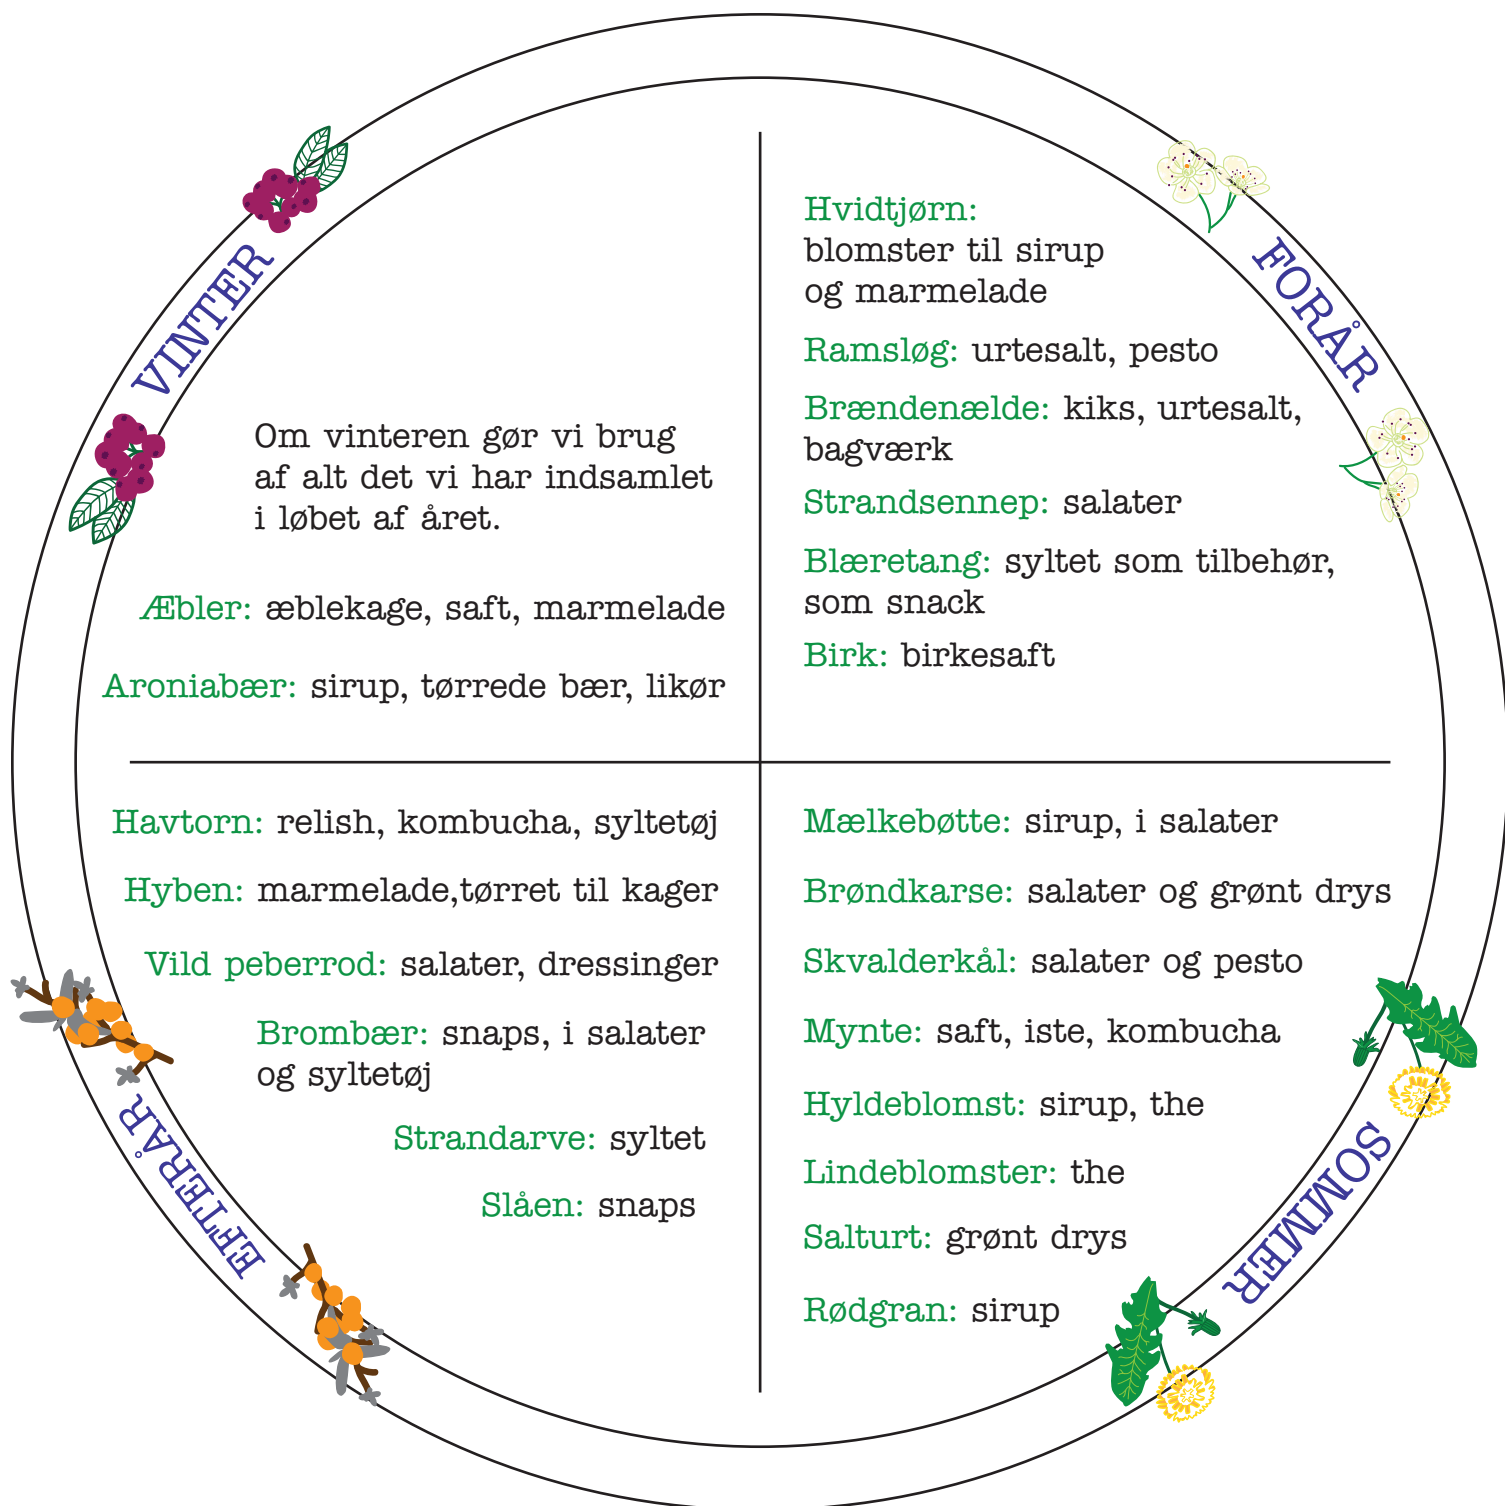 VINTER
Om vinteren gør vi brug
af alt det vi har indsamlet
i løbet af året.
Æbler: æblekage, saft, marmelade
Aroniabær: sirup, tørrede bær, likør
FORÅR
Hvidtjørn:
blomster til sirup
og marmelade
Ramsløg: urtesalt, pesto
Brændenælde: kiks, urtesalt,
bagværk
Strandsennep: salater
Blæretang: syltet som tilbehør,
som snack
Birk: birkesaft
SOMMER
Mælkebøtte: sirup, i salater
Brøndkarse: salater og grønt drys
Skvalderkål: salater og pesto
Mynte: saft, iste, kombucha
Hyldeblomst: sirup, the
Lindeblomster: the
Salturt: grønt drys
Rødgran: sirup
EFTERÅR
Havtorn: relish, kombucha, syltetøj
Hyben: marmelade,tørret til kager
Vild peberrod: salater, dressinger
Brombær: snaps, i salater
og syltetøj
Strandarve: syltet
Slåen: snaps